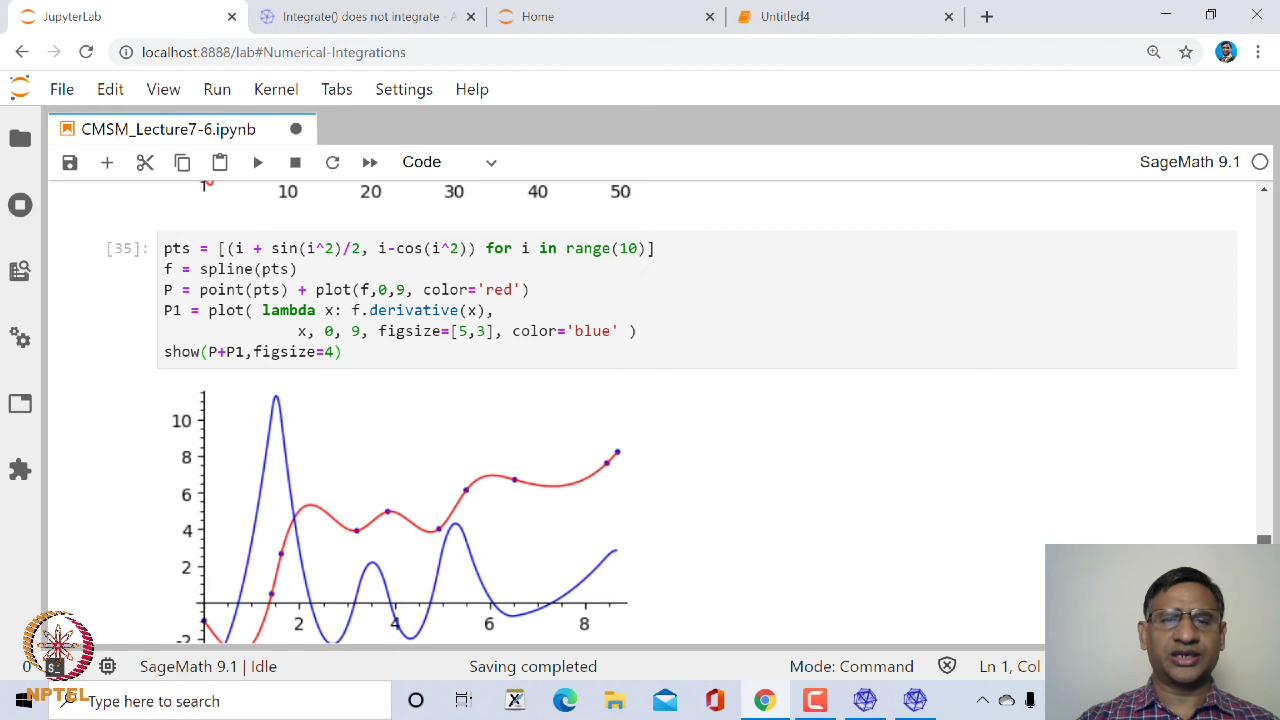 JupyterLab
Integrate() does not integrate - A
Home
Untitled4
localhost:8888/lab#Numerical-Integrations
File Edit View Run Kernel Tabs Settings Help
CMSM_Lecture7-6.ipynb
Code
SageMath 9.1
1 10 20 30 40 50
[35]:
pts = [(i + sin(i^2)/2, i-cos(i^2)) for i in range(10)]
f = spline(pts)
P = point(pts) + plot(f,0,9, color='red')
P1 = plot( lambda x: f.derivative(x),
x, 0, 9, figsize=[5,3], color='blue' )
show(P+P1,figsize=4)
10
8
6
4
2
2 4 6 8
-2
0
S_
SageMath 9.1 | Idle
Saving completed
Mode: Command
Ln 1, Col
NPTEL
Type here to search